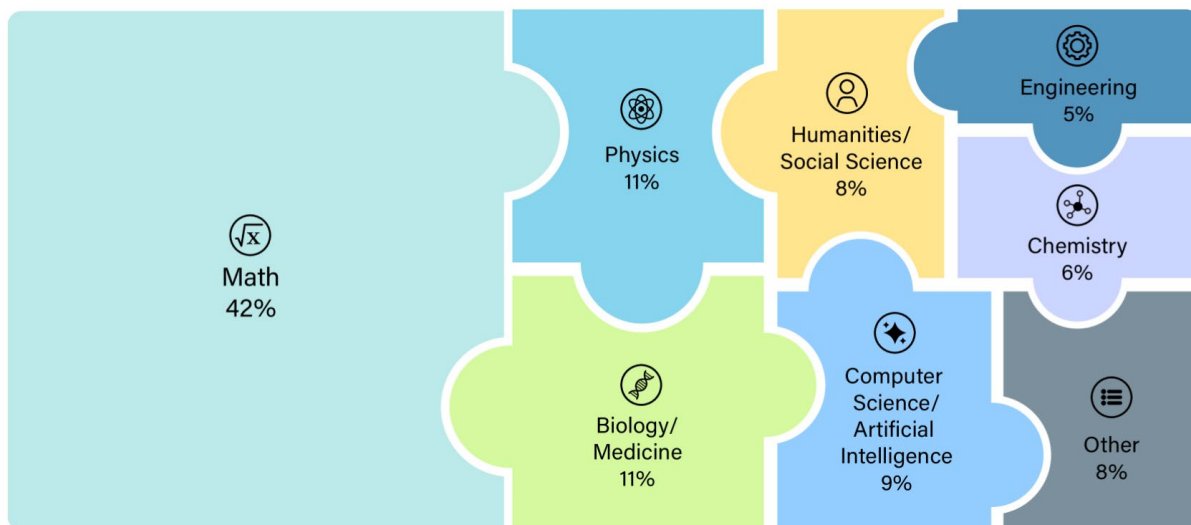 √x
Math
42%
Physics
11%
Biology/
Medicine
11%
Humanities/
Social Science
8%
Computer
Science/
Artificial
Intelligence
9%
Engineering
5%
Chemistry
6%
Other
8%